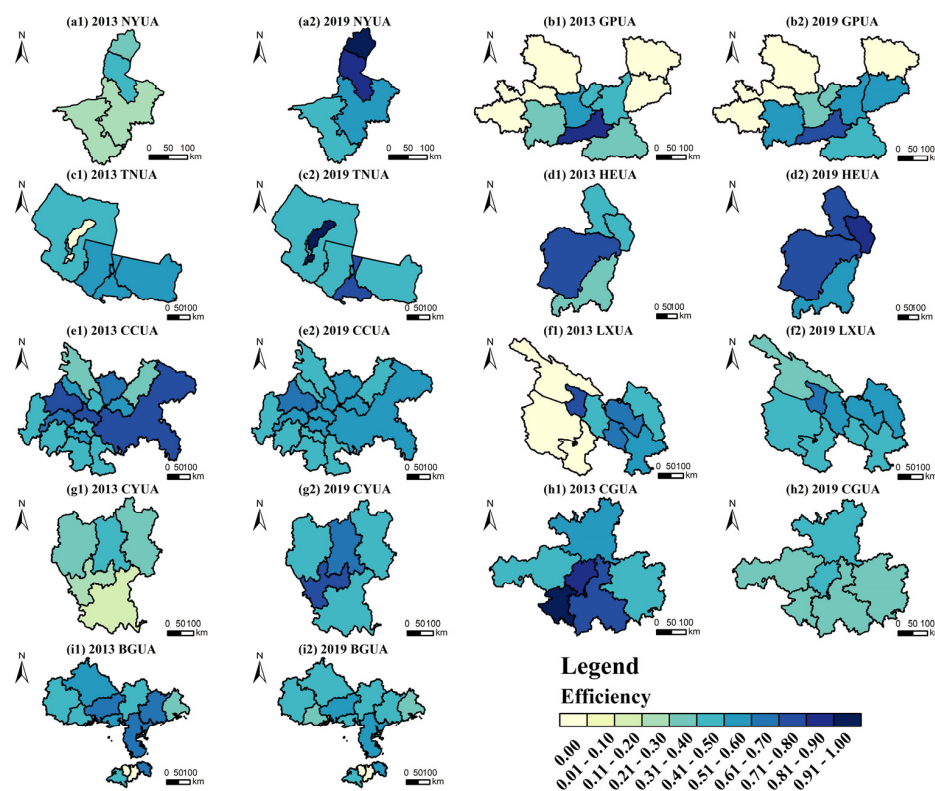 (a1) 2013 NYUA
(a2) 2019 NYUA
(b1) 2013 GPUA
(b2) 2019 GPUA
N
N
N
N
0 50 100
km
0 50 100
km
0 50100
km
0 50100
km
(c1) 2013 TNUA
(c2) 2019 TNUA
(d1) 2013 HEUA
(d2) 2019 HEUA
N
N
N
N
0 50100
km
0 50100
km
0 50100
km
0 50100
km
(e1) 2013 CCUA
(e2) 2019 CCUA
(f1) 2013 LXUA
(f2) 2019 LXUA
N
N
N
N
0 50100
km
0 50100
km
0 50100
km
0 50100
km
(g1) 2013 CYUA
(g2) 2019 CYUA
(h1) 2013 CGUA
(h2) 2019 CGUA
N
N
N
N
0 50 100
km
0 50 100
km
0 50 100
km
0 50 100
km
(i1) 2013 BGUA
(i2) 2019 BGUA
N
N
0 50100
km
0 50100
km
Legend
Efficiency
0.00
0.01 - 0.10
0.11 - 0.20
0.21 - 0.30
0.31 - 0.40
0.41 - 0.50
0.51 - 0.60
0.61 - 0.70
0.71 - 0.80
0.81 - 0.90
0.91 - 1.00